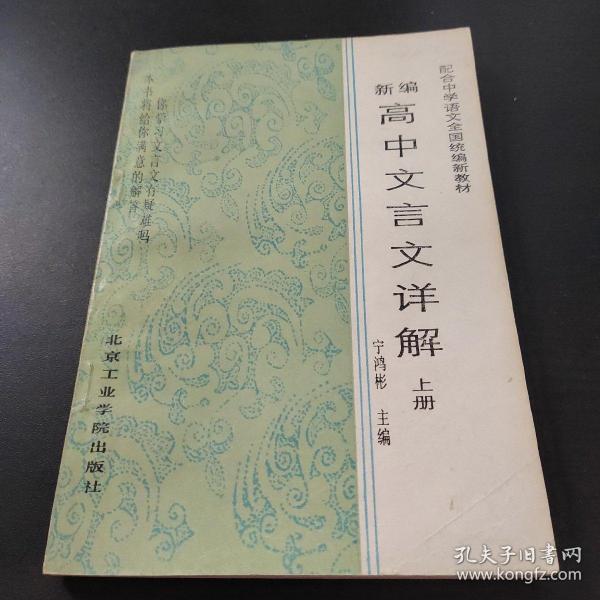 配合中学语文全国统编新教材
新编
高中文言文详解
上册
宁鸿彬 主编
你学习文言文有疑难吗
本书将给你满意的解答
北京工业学院出版社
孔夫子旧书网
www.kongfz.com